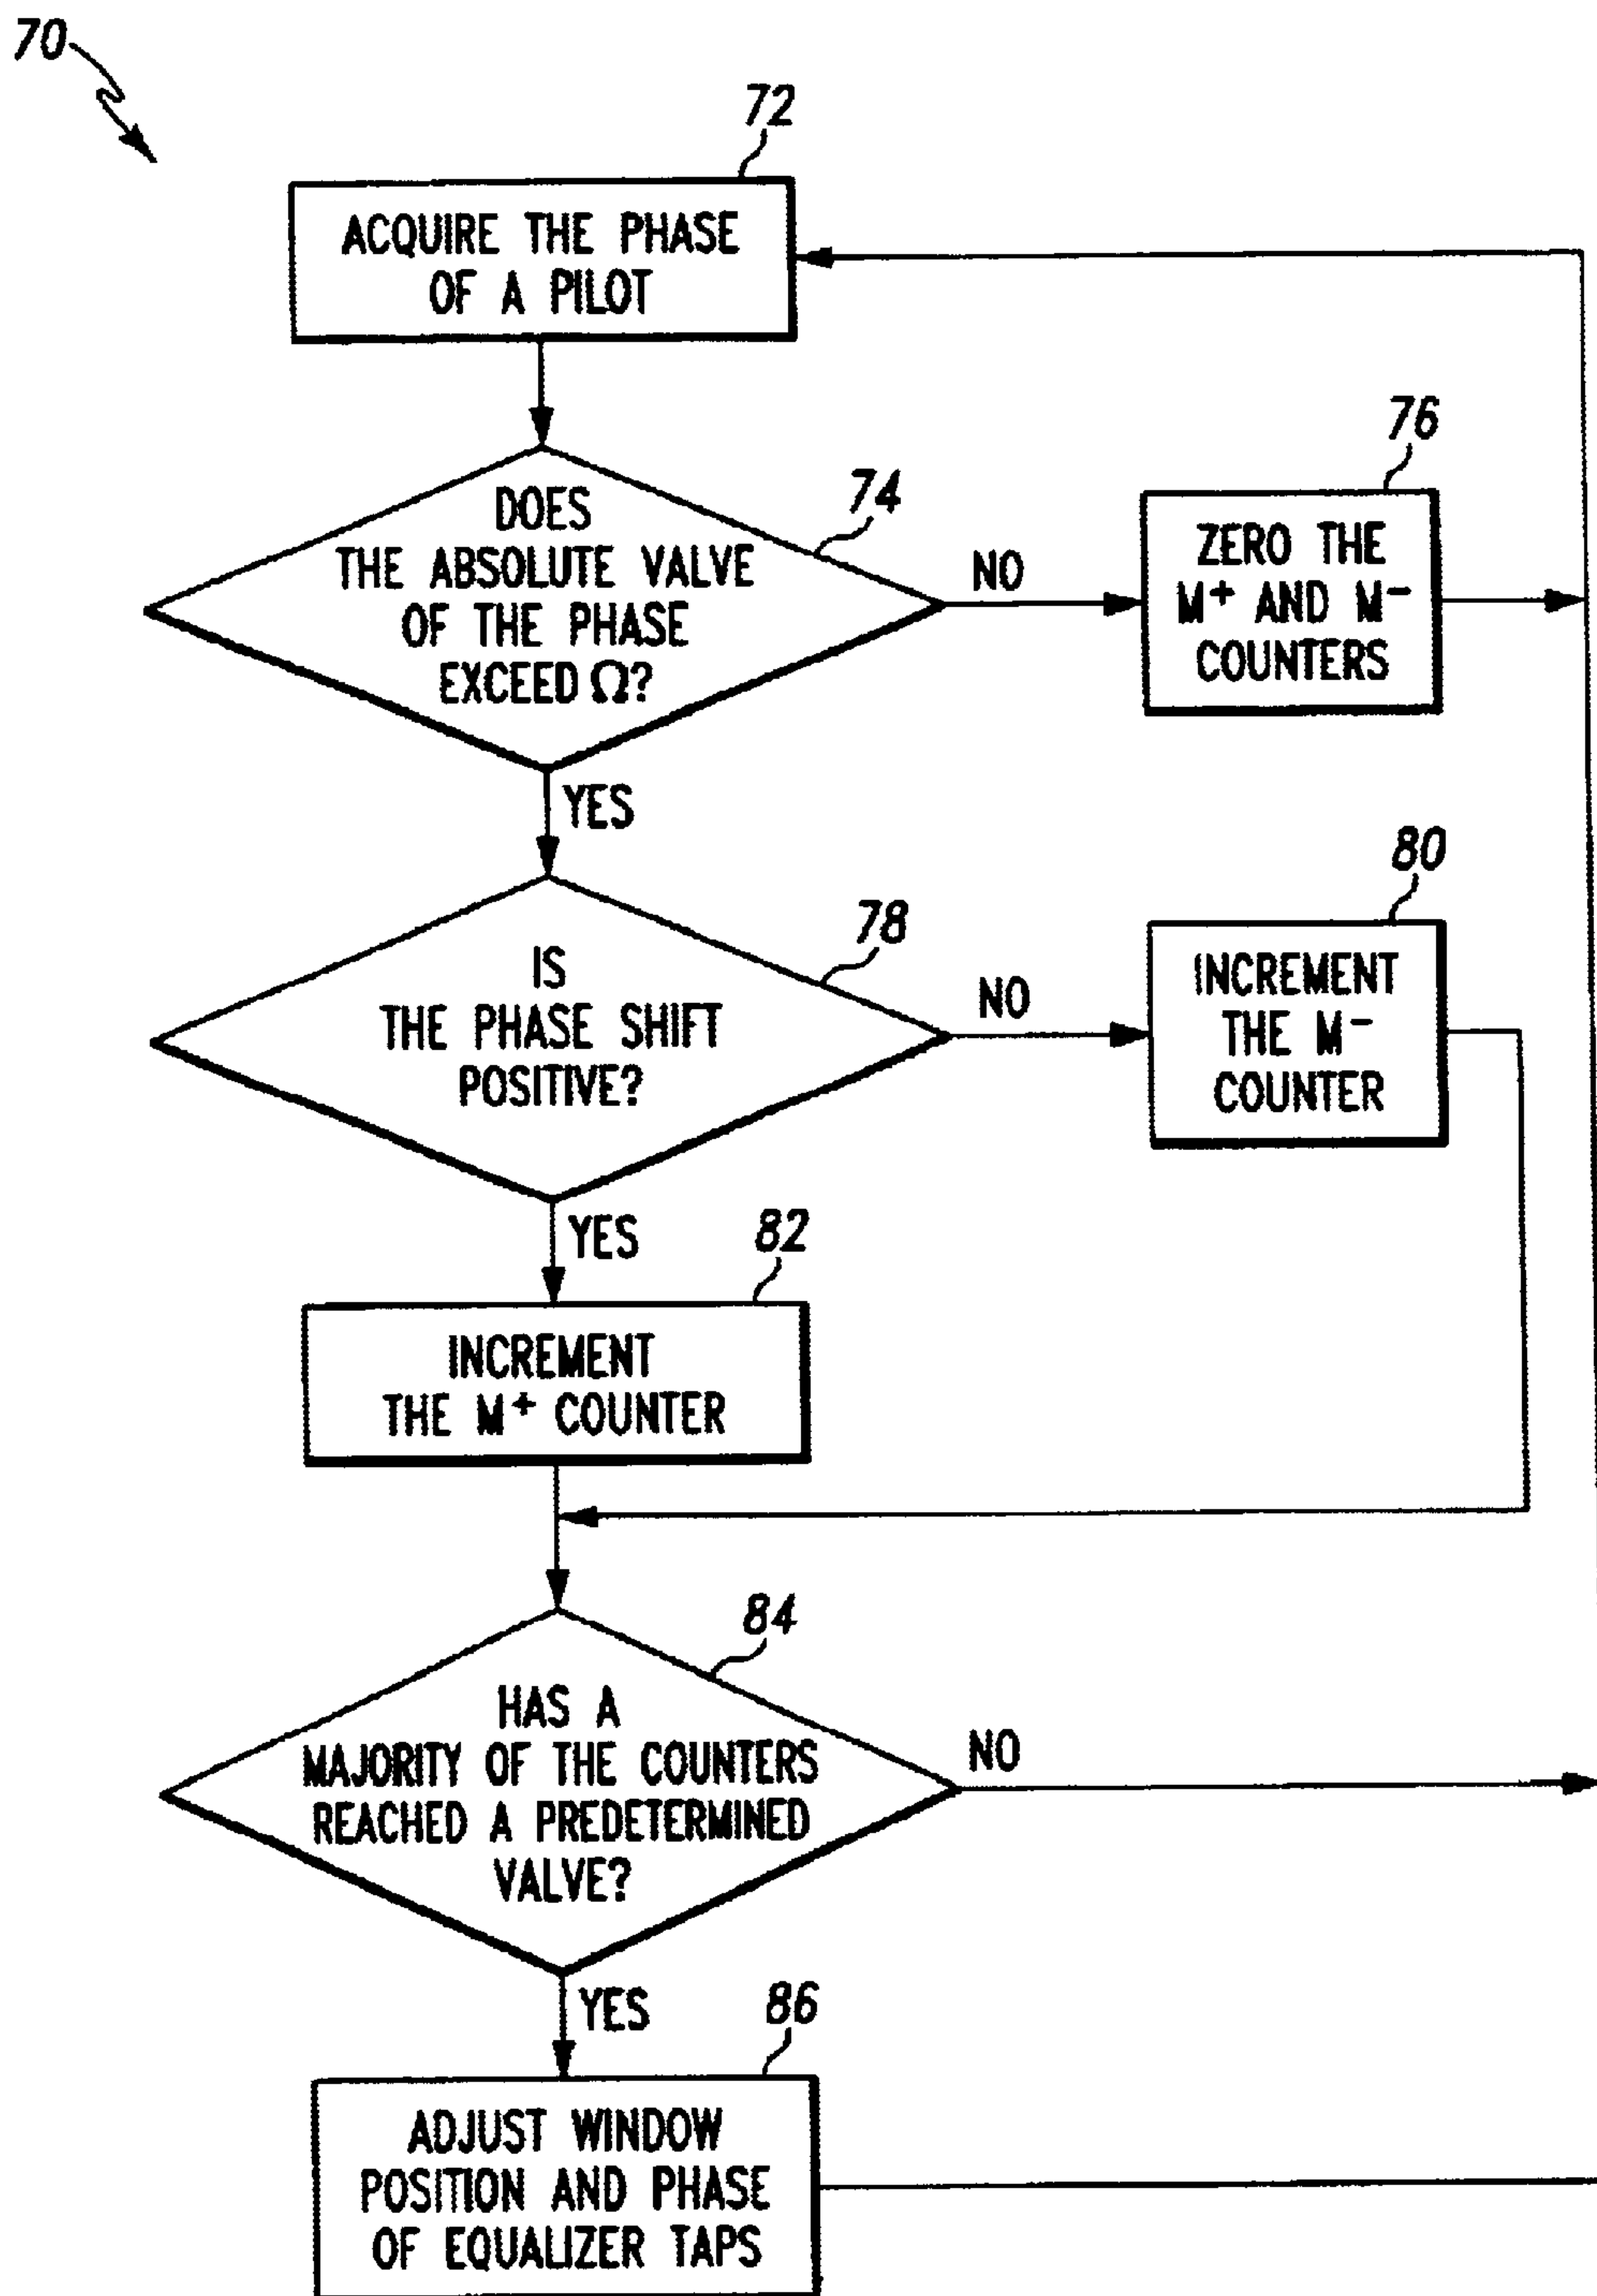 70
72
ACQUIRE THE PHASE
OF A PILOT
74
DOES
THE ABSOLUTE VALVE
OF THE PHASE
EXCEED Ω?
NO
76
ZERO THE
M+ AND M-
COUNTERS
YES
78
IS
THE PHASE SHIFT
POSITIVE?
NO
80
INCREMENT
THE M-
COUNTER
YES
82
INCREMENT
THE M+ COUNTER
84
HAS A
MAJORITY OF THE COUNTERS
REACHED A PREDETERMINED
VALVE?
NO
YES
86
ADJUST WINDOW
POSITION AND PHASE
OF EQUALIZER TAPS